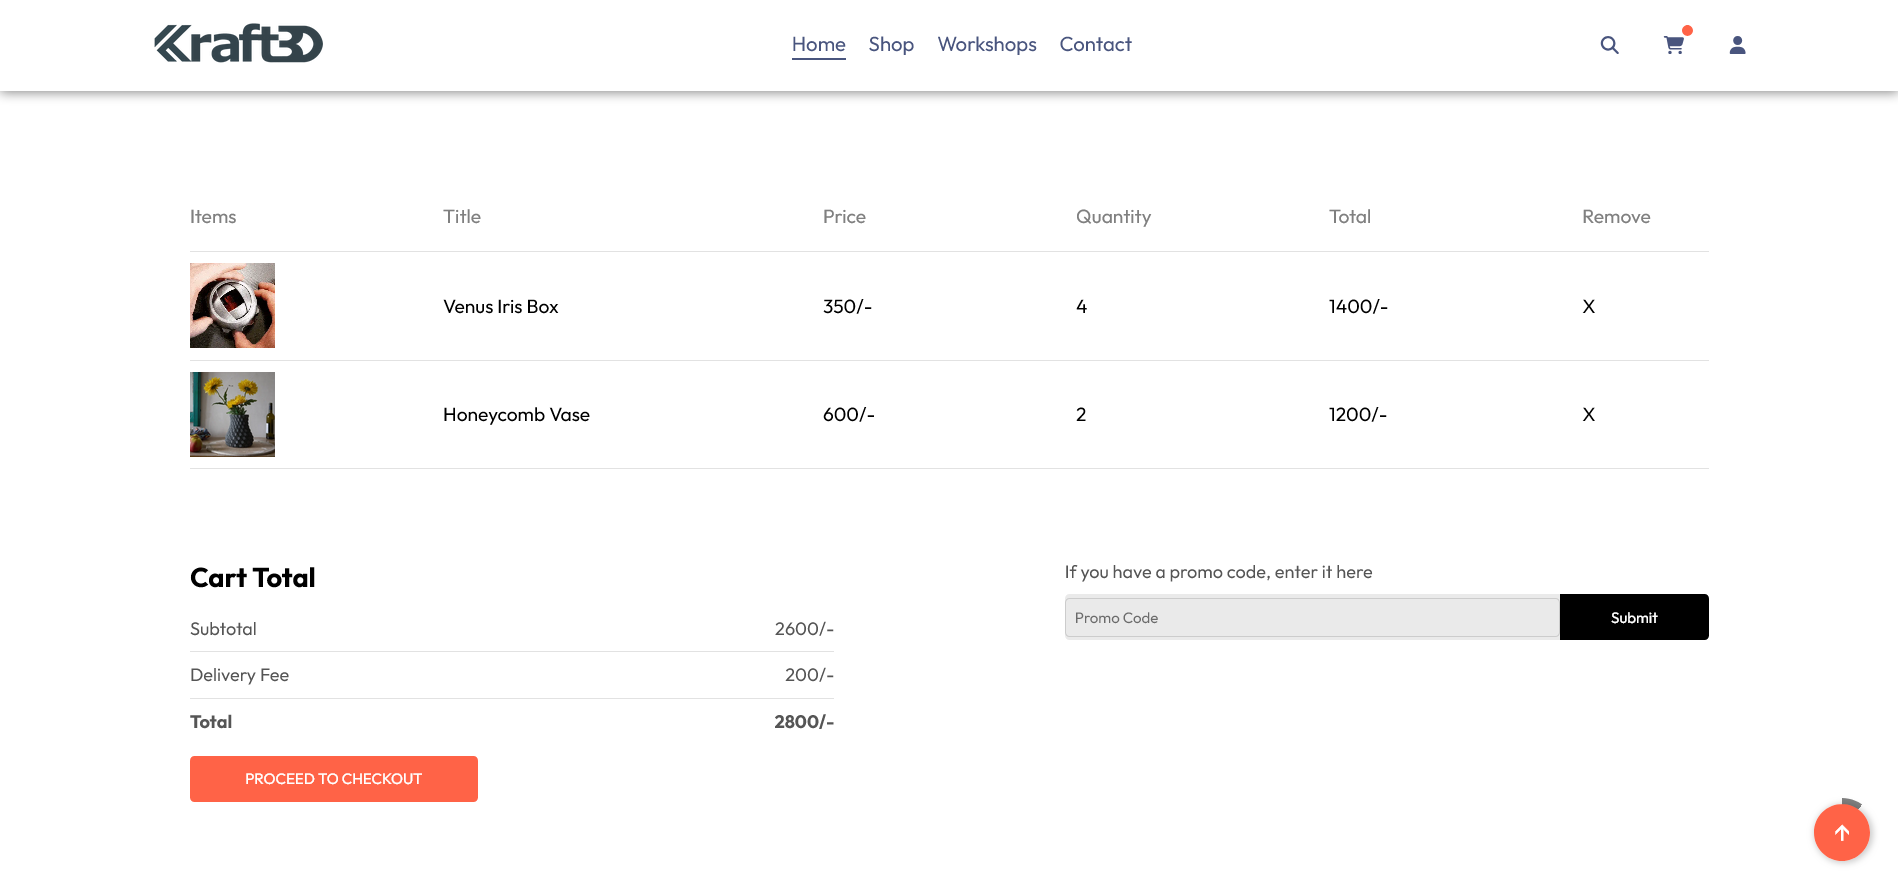 Kraft3D
Home Shop Workshops Contact
Items Title Price Quantity Total Remove
Venus Iris Box 350/- 4 1400/- X
Honeycomb Vase 600/- 2 1200/- X
Cart Total
Subtotal 2600/-
Delivery Fee 200/-
Total 2800/-
PROCEED TO CHECKOUT
If you have a promo code, enter it here
Promo Code Submit